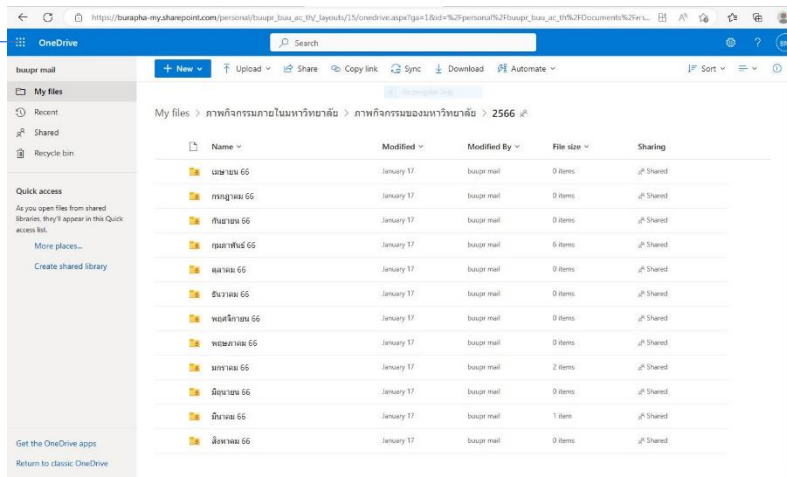 https://burapha-my.sharepoint.com/personal/buupr_buu_ac_th/_layouts/15/onedrive.aspx?ga=1&id=%2Fpersonal%2Fbuupr_buu_ac_th%2FDocuments%2F
OneDrive
Search
buupr mail
+ New
Upload
Share
Copy link
Sync
Download
Automate
Sort
My files
Recent
Shared
Recycle bin
Quick access
As you open files from shared
libraries, they'll appear in this Quick
access list.
More places...
Create shared library
Get the OneDrive apps
Return to classic OneDrive
My files > ภาพกิจกรรมภายในมหาวิทยาลัย > ภาพกิจกรรมของมหาวิทยาลัย > 2566
Name Modified Modified By File size Sharing
เมษายน 66 January 17 buupr mail 0 items Shared
กรกฎาคม 66 January 17 buupr mail 0 items Shared
กันยายน 66 January 17 buupr mail 0 items Shared
กุมภาพันธ์ 66 January 17 buupr mail 6 items Shared
ตุลาคม 66 January 17 buupr mail 0 items Shared
ธันวาคม 66 January 17 buupr mail 0 items Shared
พฤศจิกายน 66 January 17 buupr mail 0 items Shared
พฤษภาคม 66 January 17 buupr mail 0 items Shared
มกราคม 66 January 17 buupr mail 2 items Shared
มิถุนายน 66 January 17 buupr mail 0 items Shared
มีนาคม 66 January 17 buupr mail 1 item Shared
สิงหาคม 66 January 17 buupr mail 0 items Shared